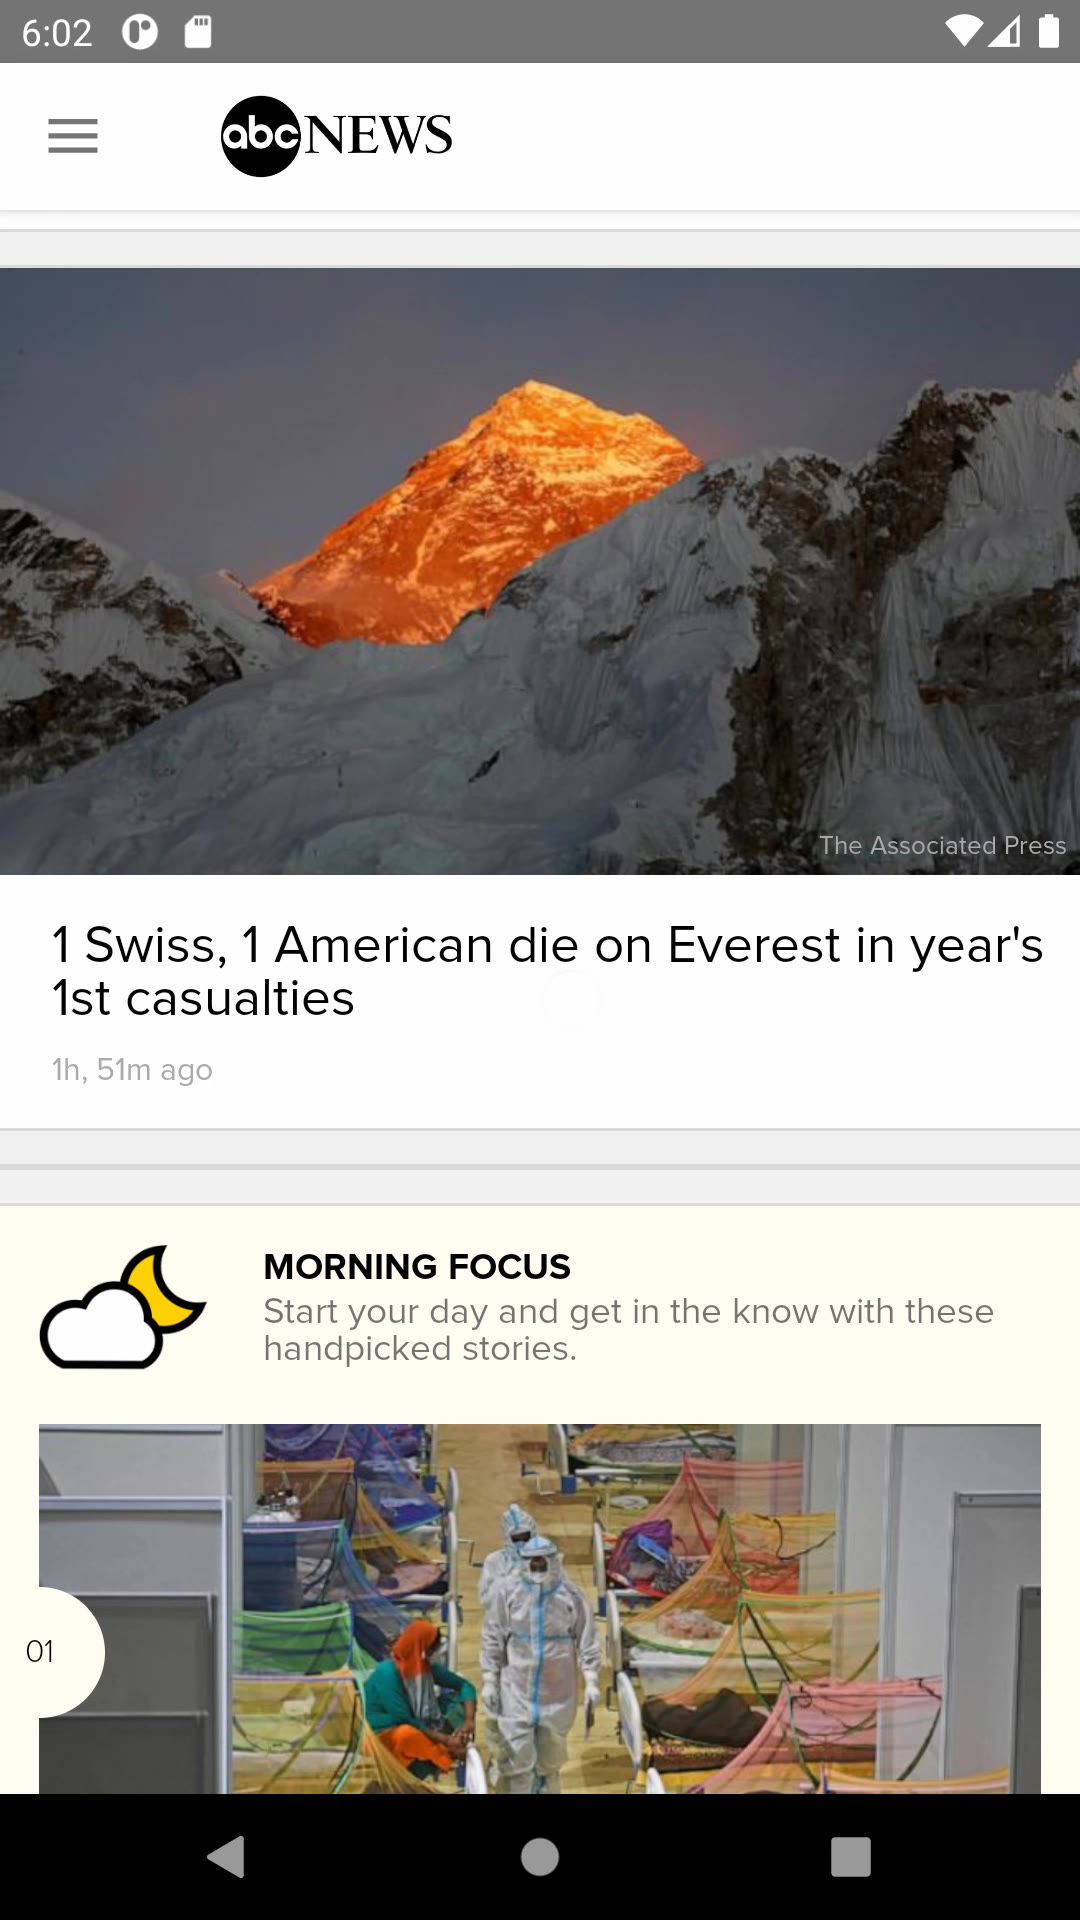 6:02
abc NEWS
The Associated Press
1 Swiss, 1 American die on Everest in year's
1st casualties
1h, 51m ago
MORNING FOCUS
Start your day and get in the know with these
handpicked stories.
01